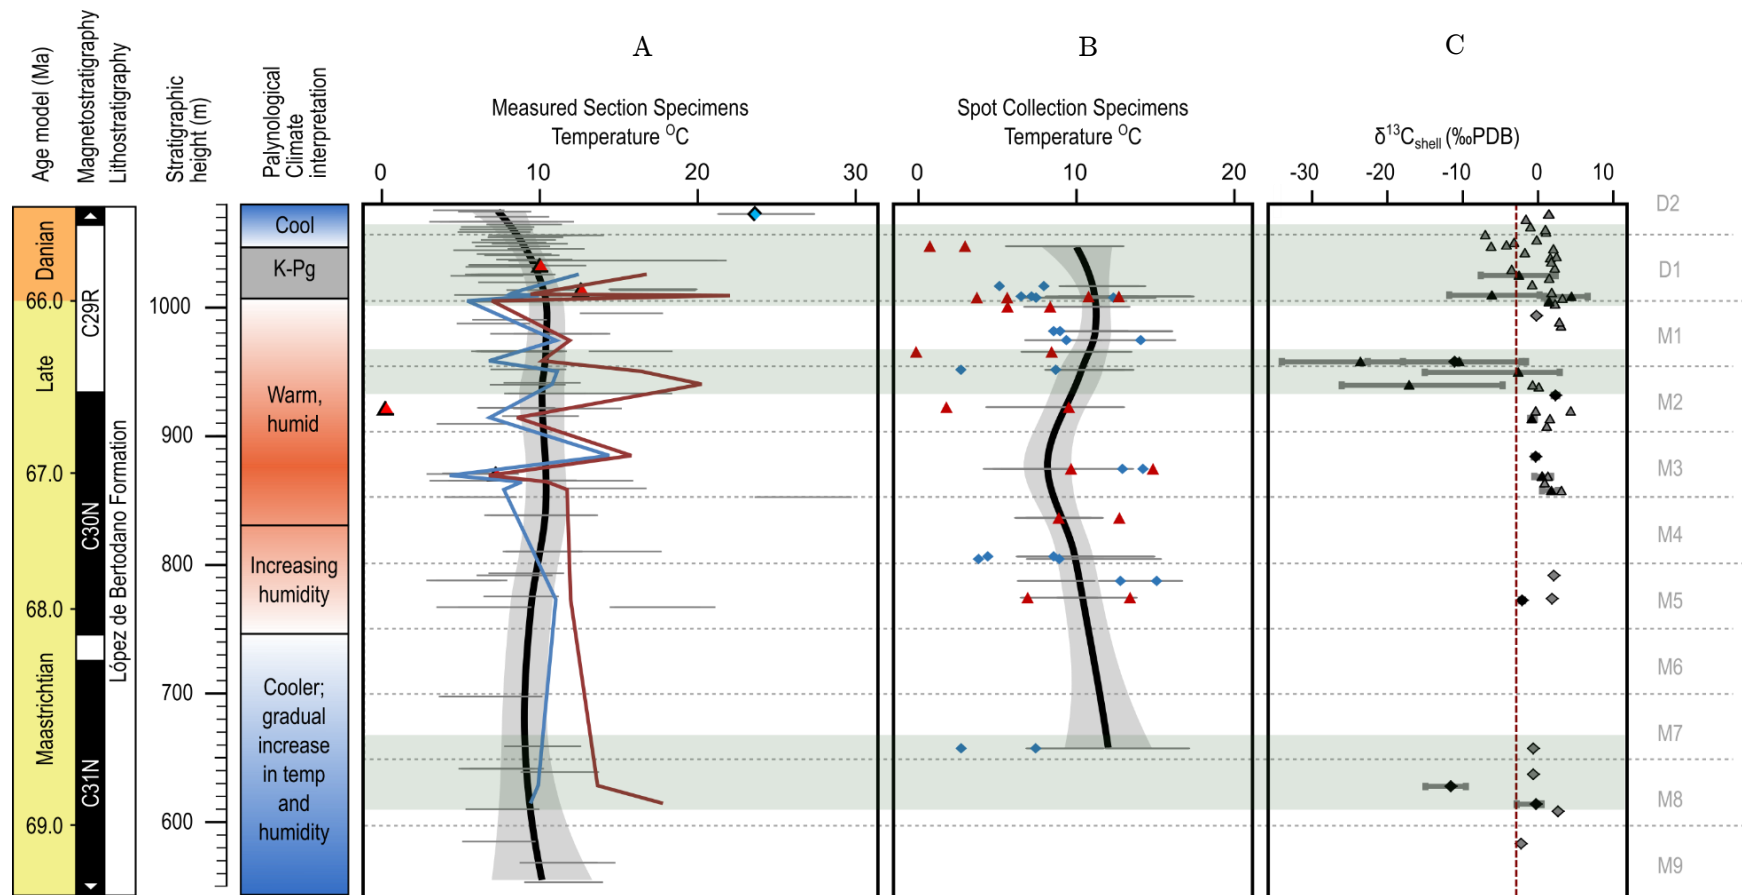 A
B
C
Age model (Ma)
Magnetostratigraphy
Lithostratigraphy
Stratigraphic
height (m)
Palynological
Climate
interpretation
Measured Section Specimens
Temperature ᴼC
Spot Collection Specimens
Temperature ᴼC
δ¹³Cshell (‰PDB)
0
10
20
30
0
10
20
-30
-20
-10
0
10
Danian
Late
Maastrichtian
66.0
67.0
68.0
69.0
C29R
C30N
C31N
López de Bertodano Formation
1000
900
800
700
600
Cool
K-Pg
Warm,
humid
Increasing
humidity
Cooler;
gradual
increase
in temp
and
humidity
D2
D1
M1
M2
M3
M4
M5
M6
M7
M8
M9